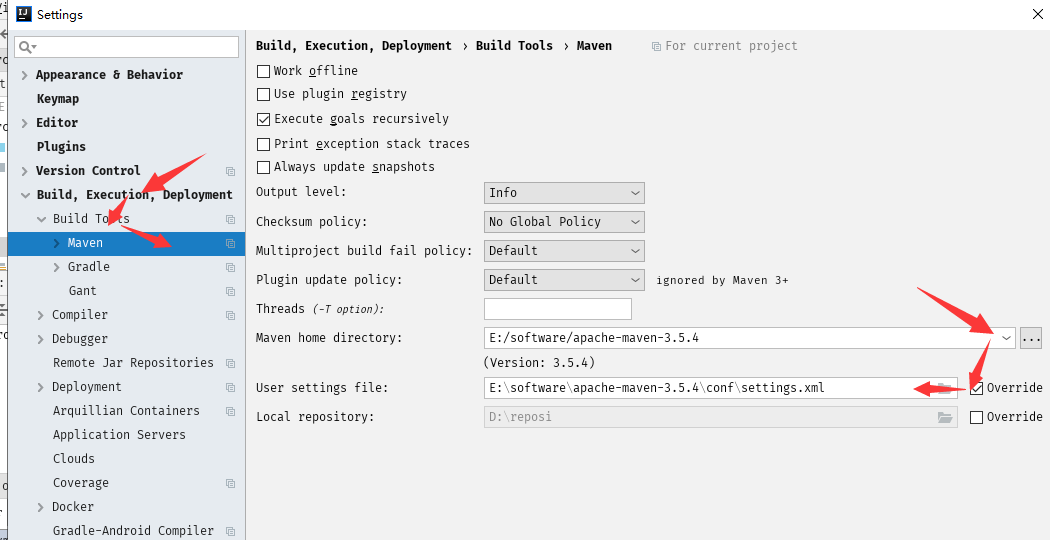 Settings
Build, Execution, Deployment › Build Tools › Maven For current project
Appearance & Behavior
Keymap
Editor
Plugins
Version Control
Build, Execution, Deployment
Build Tools
Maven
Gradle
Gant
Compiler
Debugger
Remote Jar Repositories
Deployment
Arquillian Containers
Application Servers
Clouds
Coverage
Docker
Gradle-Android Compiler
Work offline
Use plugin registry
Execute goals recursively
Print exception stack traces
Always update snapshots
Output level: Info
Checksum policy: No Global Policy
Multiproject build fail policy: Default
Plugin update policy: Default ignored by Maven 3+
Threads (-T option):
Maven home directory: E:/software/apache-maven-3.5.4 ...
(Version: 3.5.4)
User settings file: E:\software\apache-maven-3.5.4\conf\settings.xml Override
Local repository: D:\reposi Override